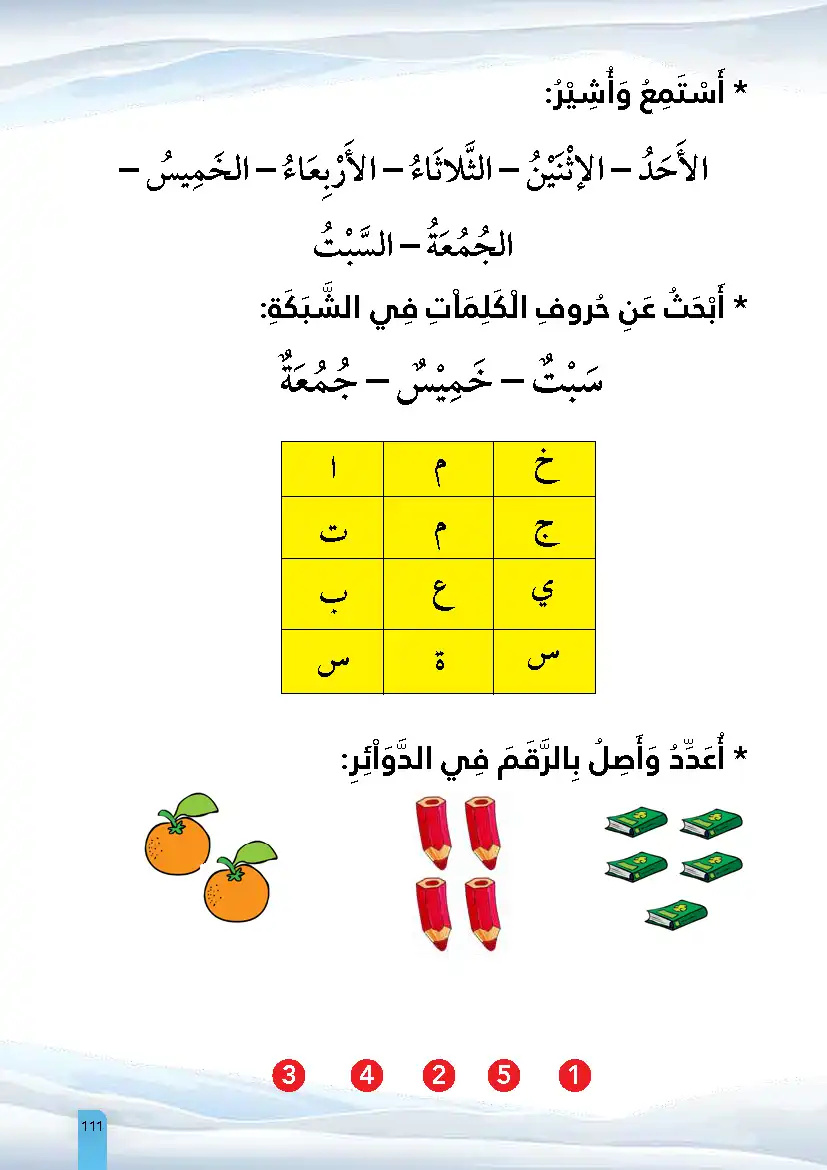 * أَسْتَمِعُ وَأُشِيْرُ:
الأَحَدُ – الإثْنَيْنُ – الثَّلاثَاءُ – الأَرْبِعَاءُ – الخَمِيسُ –
الجُمُعَةُ – السَّبْتُ
* أَبْحَثُ عَنِ حُروفِ الْكَلِمَاْتِ فِي الشَّبَكَةِ:
سَبْتٌ – خَمِيْسٌ – جُمُعَةٌ
خ م ا
ج م ت
ي ع ب
س ة س
* أُعَدِّدُ وَأَصِلُ بِالرَّقَمَ فِي الدَّوَاْئِرِ:
3 4 2 5 1
111